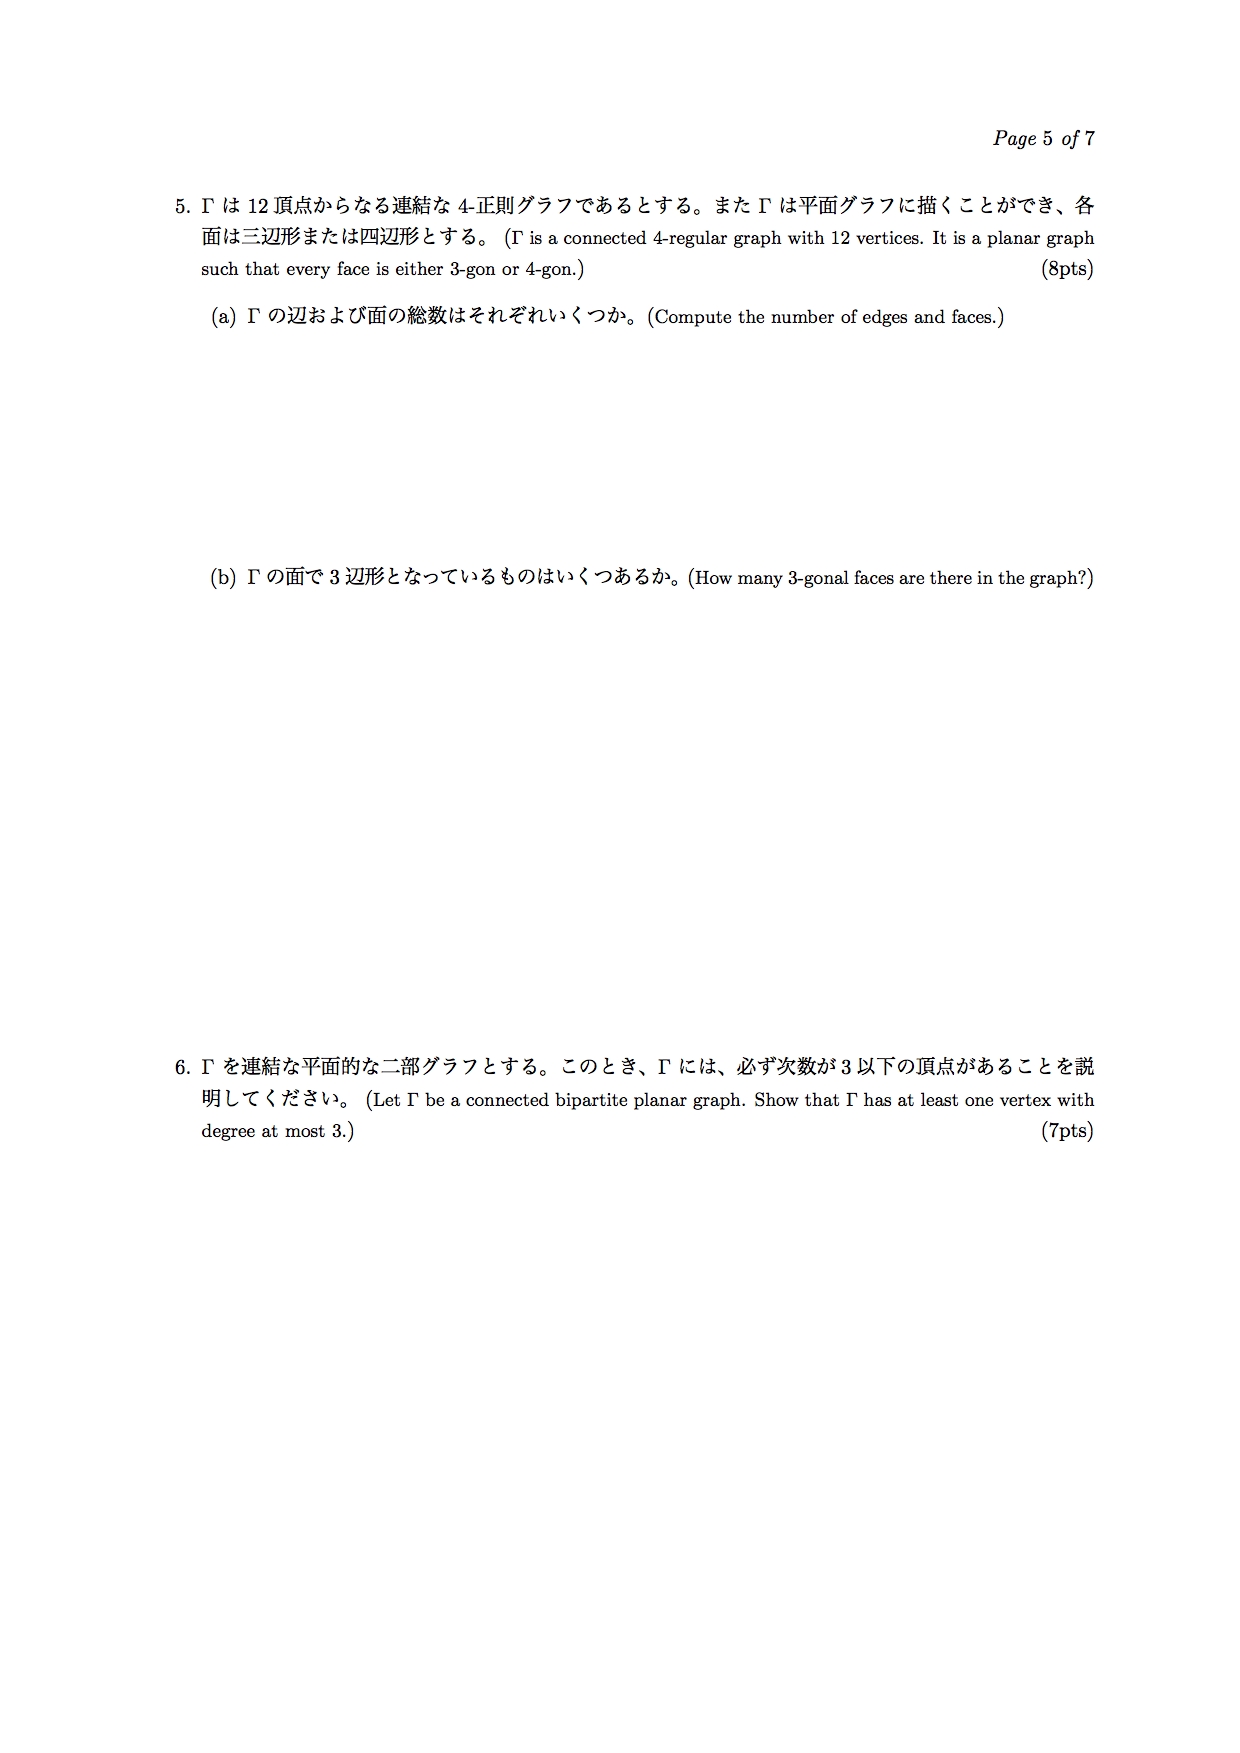 Page 5 of 7
5. Γ は 12 頂点からなる連結な 4-正則グラフであるとする。また Γ は平面グラフに描くことができ、各
面は三辺形または四辺形とする。 (Γ is a connected 4-regular graph with 12 vertices. It is a planar graph
such that every face is either 3-gon or 4-gon.) (8pts)
(a) Γ の辺および面の総数はそれぞれいくつか。(Compute the number of edges and faces.)
(b) Γ の面で 3 辺形となっているものはいくつあるか。(How many 3-gonal faces are there in the graph?)
6. Γ を連結な平面的な二部グラフとする。このとき、Γ には、必ず次数が 3 以下の頂点があることを説
明してください。 (Let Γ be a connected bipartite planar graph. Show that Γ has at least one vertex with
degree at most 3.) (7pts)